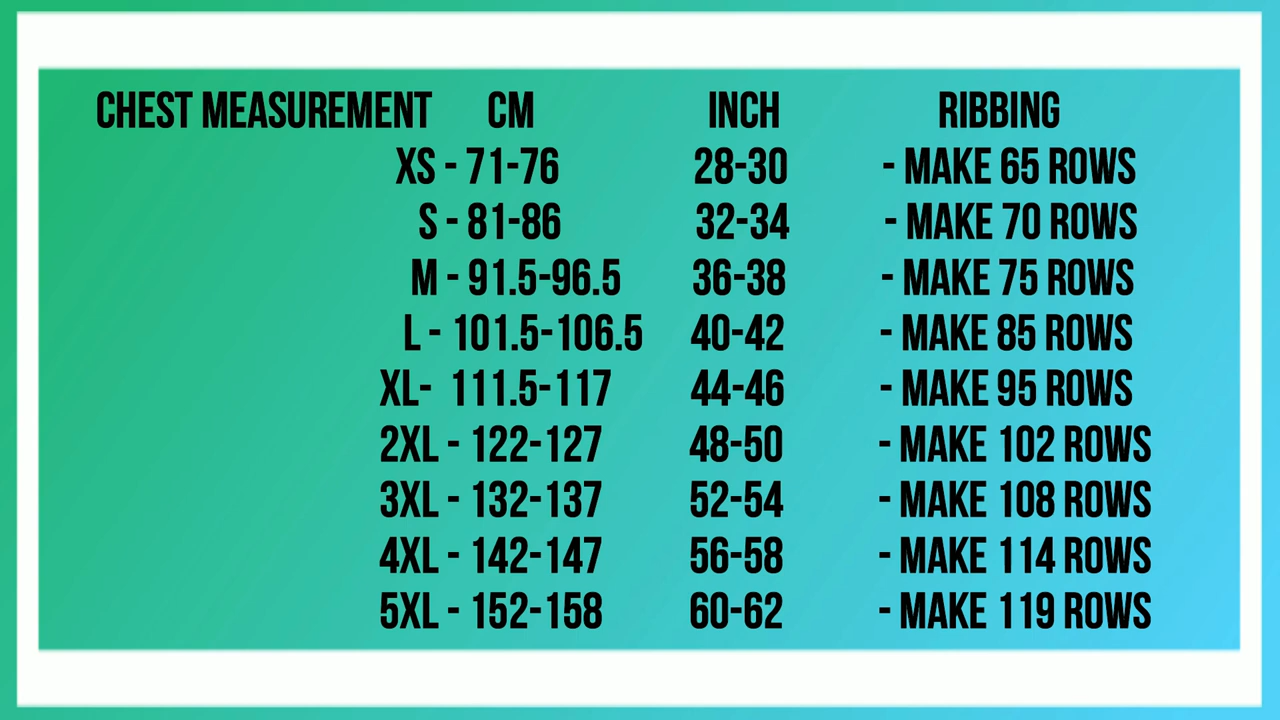 CHEST MEASUREMENT CM INCH RIBBING
XS - 71-76 28-30 - MAKE 65 ROWS
S - 81-86 32-34 - MAKE 70 ROWS
M - 91.5-96.5 36-38 - MAKE 75 ROWS
L - 101.5-106.5 40-42 - MAKE 85 ROWS
XL- 111.5-117 44-46 - MAKE 95 ROWS
2XL - 122-127 48-50 - MAKE 102 ROWS
3XL - 132-137 52-54 - MAKE 108 ROWS
4XL - 142-147 56-58 - MAKE 114 ROWS
5XL - 152-158 60-62 - MAKE 119 ROWS